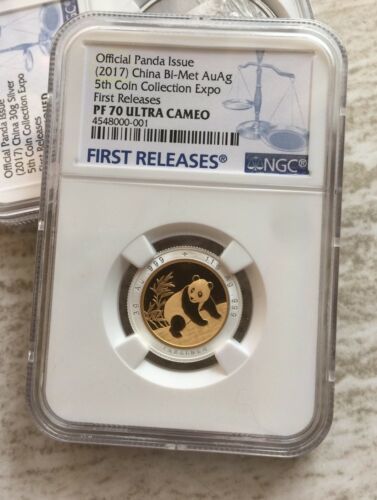 Official Panda Issue
(2017) China Bi-Met AuAg
5th Coin Collection Expo
First Releases
PF 70 ULTRA CAMEO
4548000-001
FIRST RELEASES®
NGC®
Official Panda Issue
(2017) China 30g Silver
5th Coin Collection Expo
First Releases